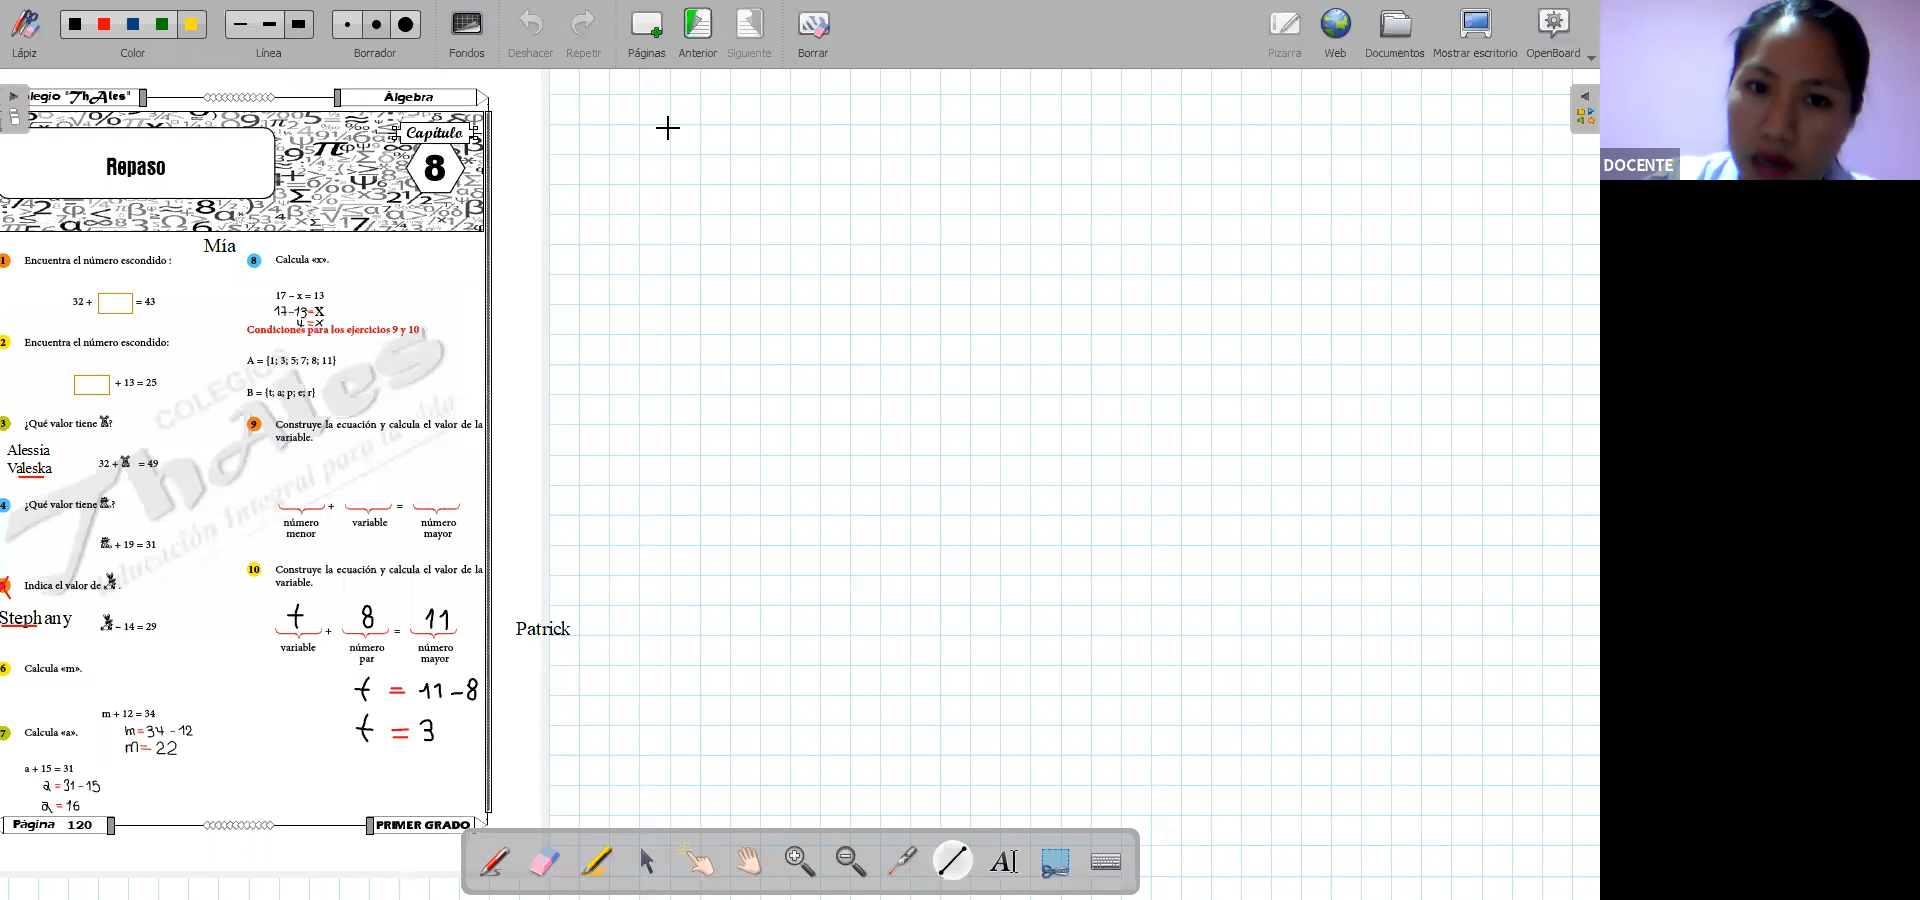 Lápiz
Color
Línea
Borrador
Fondos
Deshacer
Repetir
Páginas
Anterior
Siguiente
Borrar
Pizarra
Web
Documentos
Mostrar escritorio
OpenBoard
DOCENTE
legio "ThAles"
Álgebra
Repaso
Capítulo
8
Mía
1 Encuentra el número escondido :
32 + = 43
2 Encuentra el número escondido:
+ 13 = 25
3 ¿Qué valor tiene ?
Alessia
Valeska
32 + = 49
4 ¿Qué valor tiene ?
+ 19 = 31
Indica el valor de .
Stephany
– 14 = 29
6 Calcula «m».
m + 12 = 34
m = 34 - 12
m = 22
7 Calcula «a».
a + 15 = 31
a = 31 - 15
a = 16
8 Calcula «x».
17 – x = 13
17 - 13 = X
4 = x
Condiciones para los ejercicios 9 y 10
A = {1; 3; 5; 7; 8; 11}
B = {t; a; p; e; r}
9 Construye la ecuación y calcula el valor de la
variable.
+ =
número variable número
menor mayor
10 Construye la ecuación y calcula el valor de la
variable.
t 8 11
+ =
variable número número
par mayor
Patrick
t = 11 - 8
t = 3
COLEGIO
ThAles
Educación Integral para la vida
Página 120
PRIMER GRADO